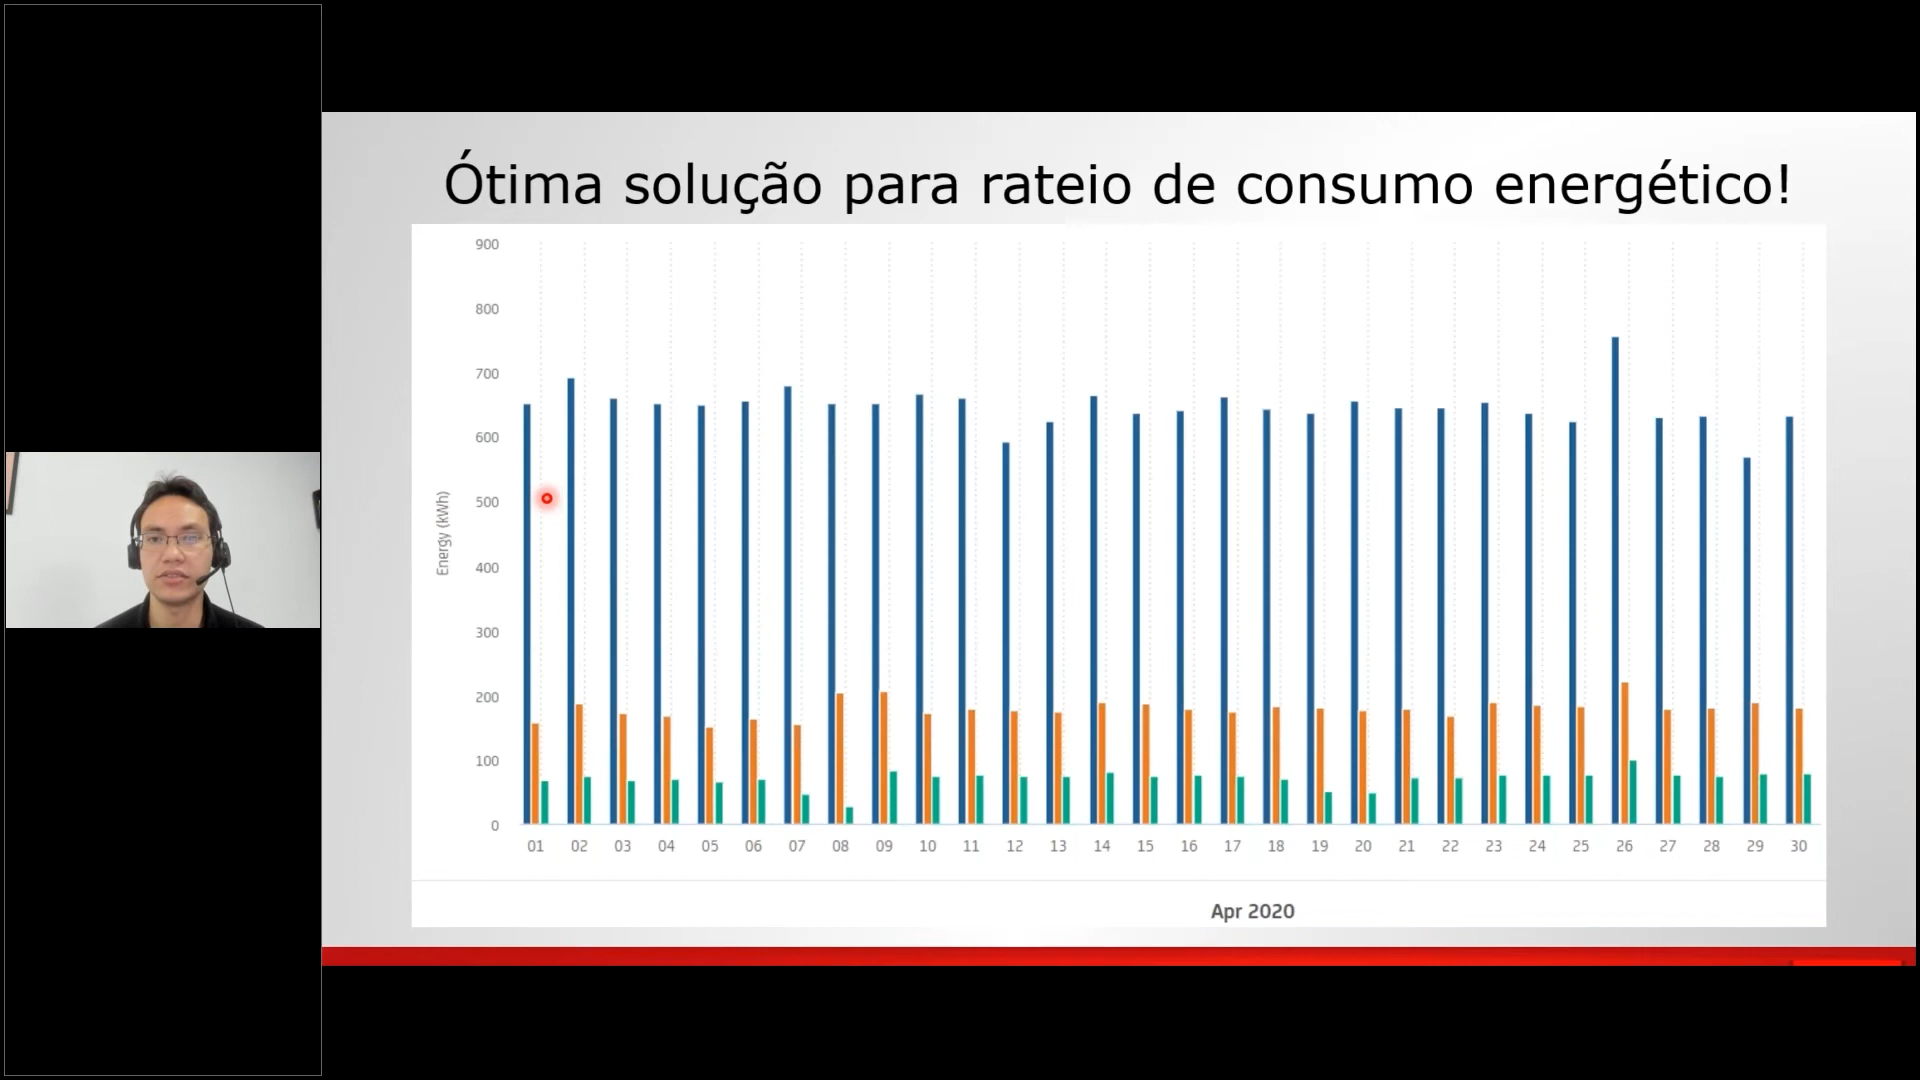 Ótima solução para rateio de consumo energético!
900
800
700
600
500
400
300
200
100
0
Energy (kWh)
01 02 03 04 05 06 07 08 09 10 11 12 13 14 15 16 17 18 19 20 21 22 23 24 25 26 27 28 29 30
Apr 2020